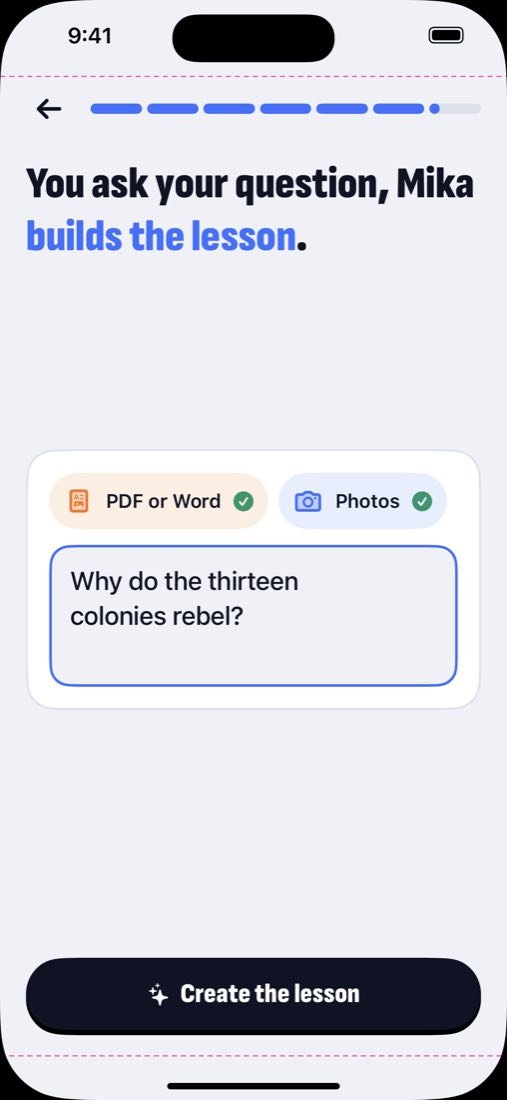 9:41
You ask your question, Mika
builds the lesson.
PDF or Word
Photos
Why do the thirteen
colonies rebel?
Create the lesson